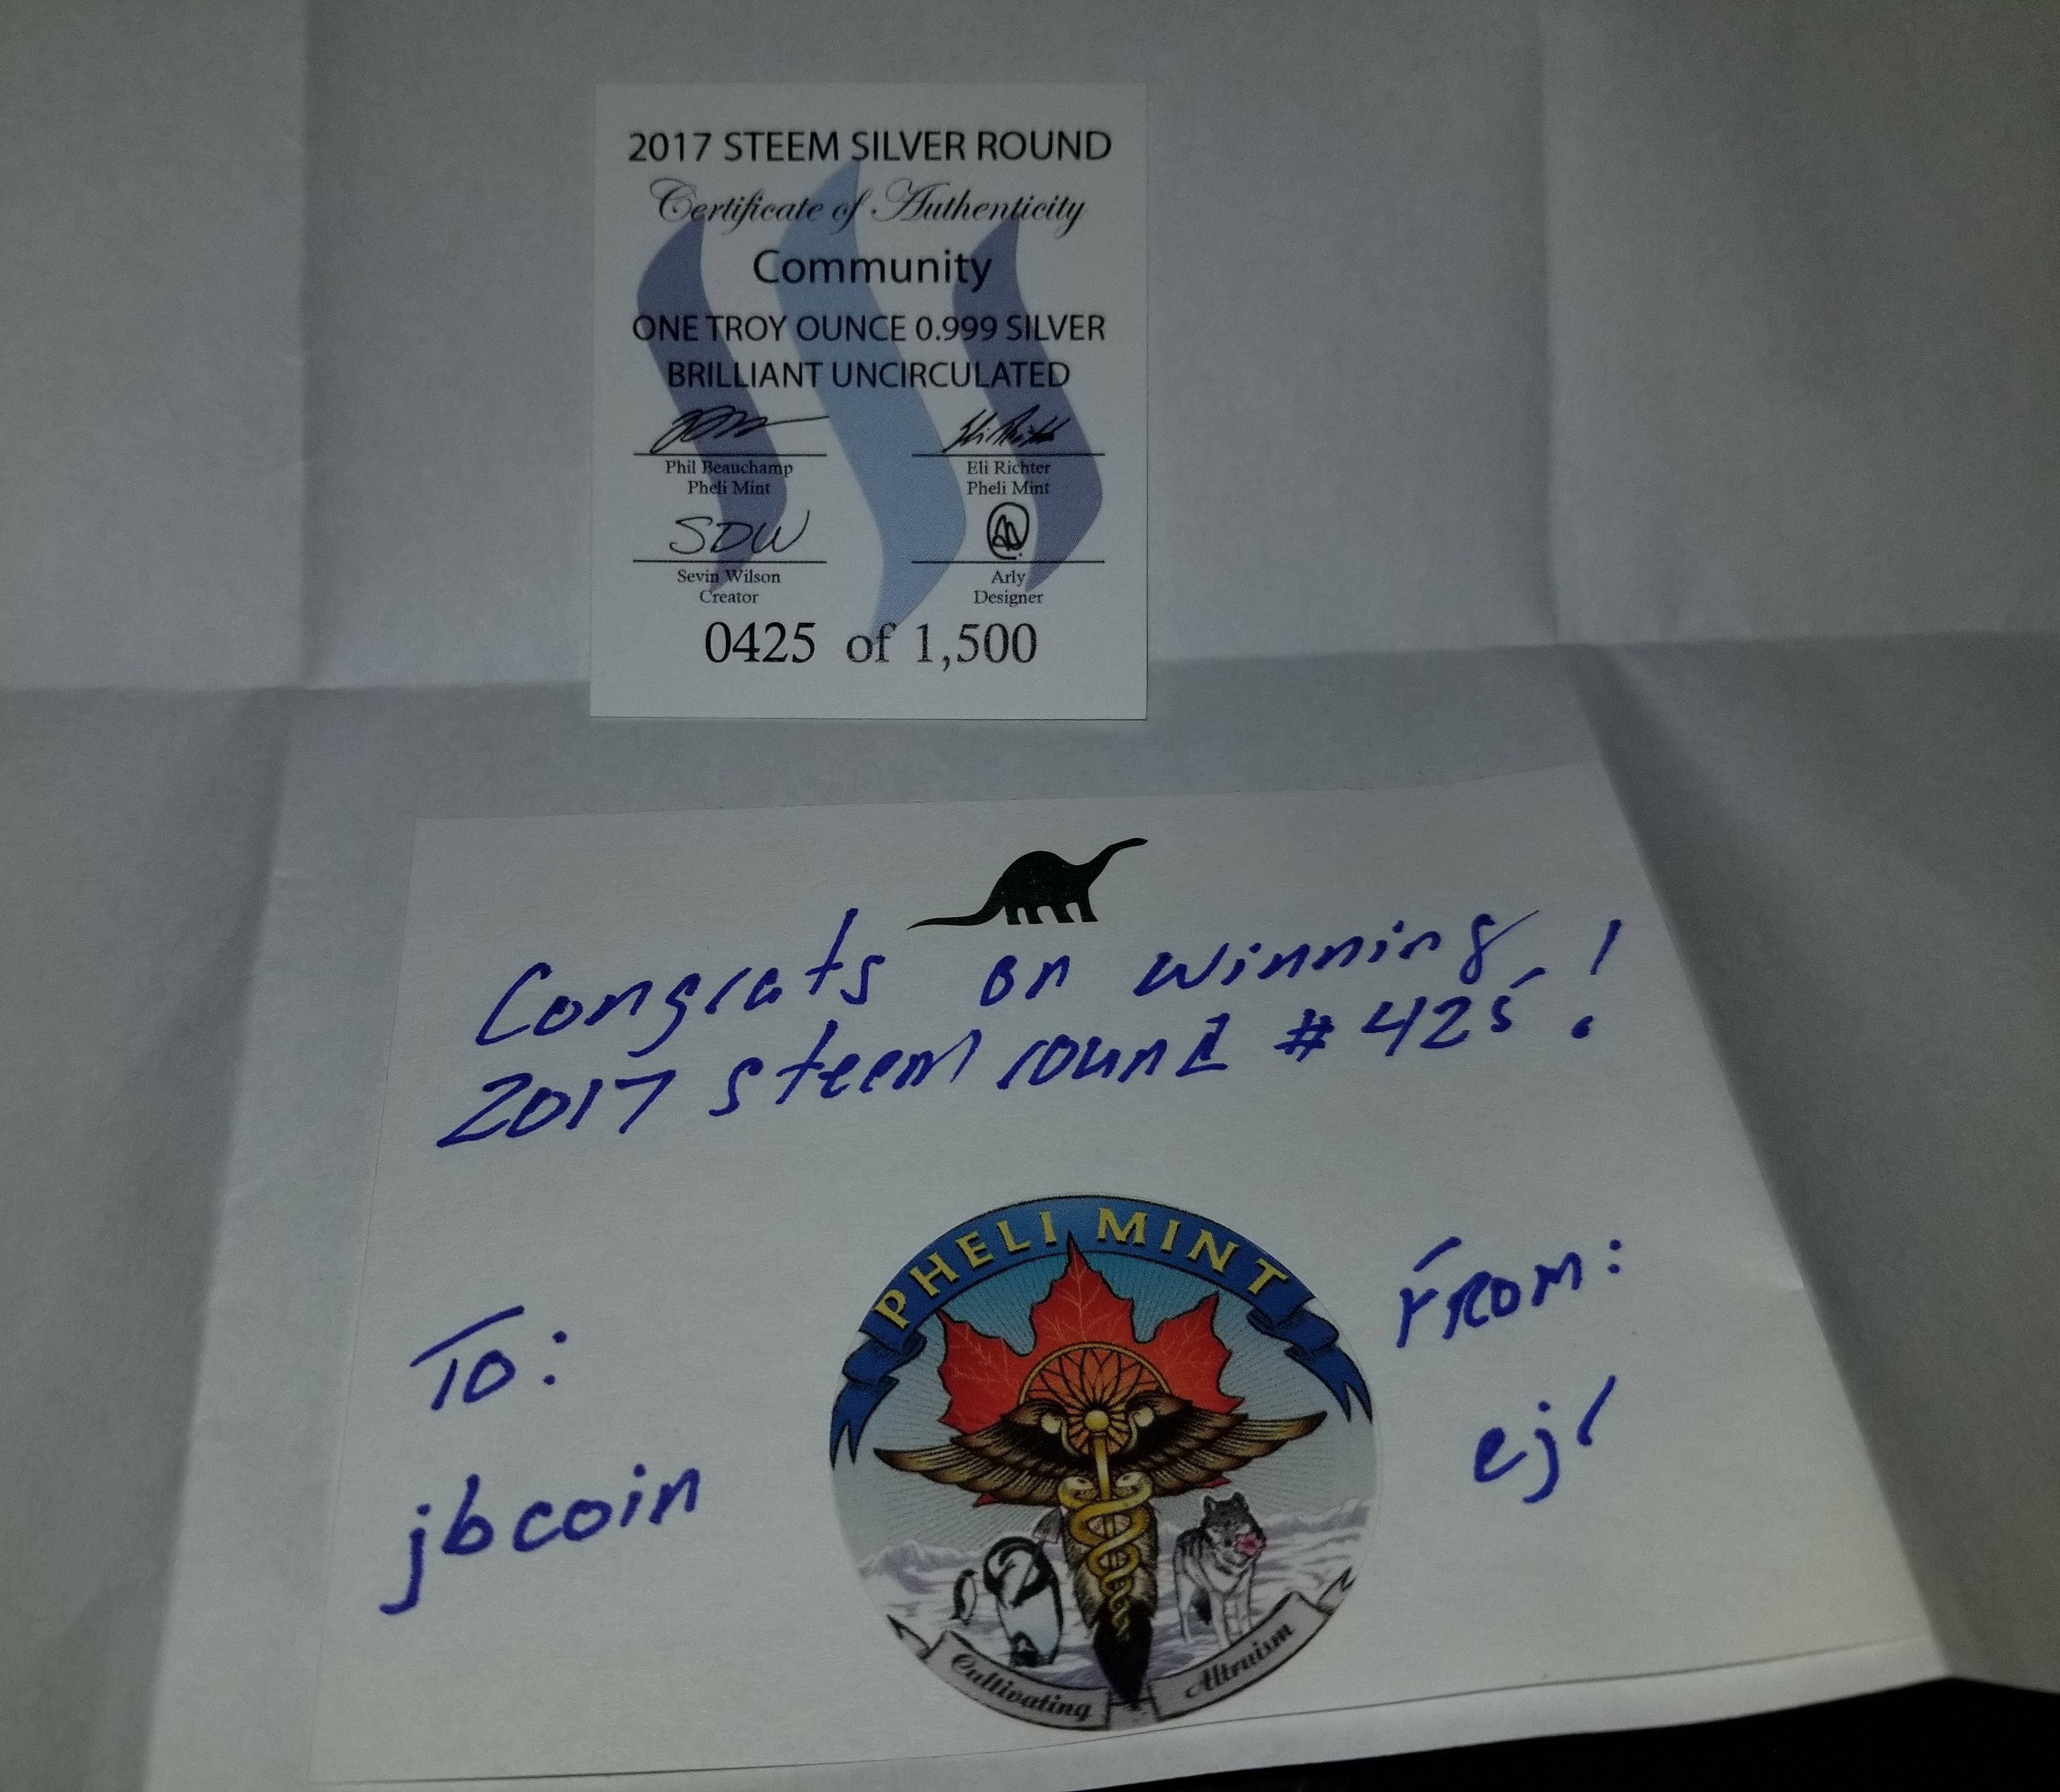 2017 STEEM SILVER ROUND
Certificate of Authenticity
Community
ONE TROY OUNCE 0.999 SILVER
BRILLIANT UNCIRCULATED
Phil Beauchamp
Pheli Mint
Eli Richter
Pheli Mint
SDW
Sevin Wilson
Creator
Arly
Designer
0425 of 1,500
Congrats on winning
2017 steem round #425!
PHELI MINT
To:
jbcoin
From:
ejl
Cultivating Altruism